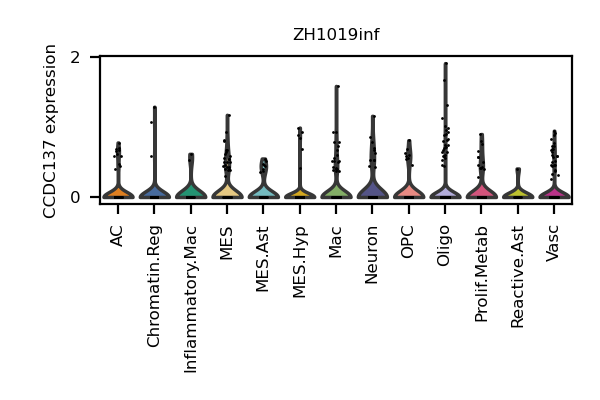 ZH1019inf
CCDC137 expression
2
0
AC
Chromatin.Reg
Inflammatory.Mac
MES
MES.Ast
MES.Hyp
Mac
Neuron
OPC
Oligo
Prolif.Metab
Reactive.Ast
Vasc